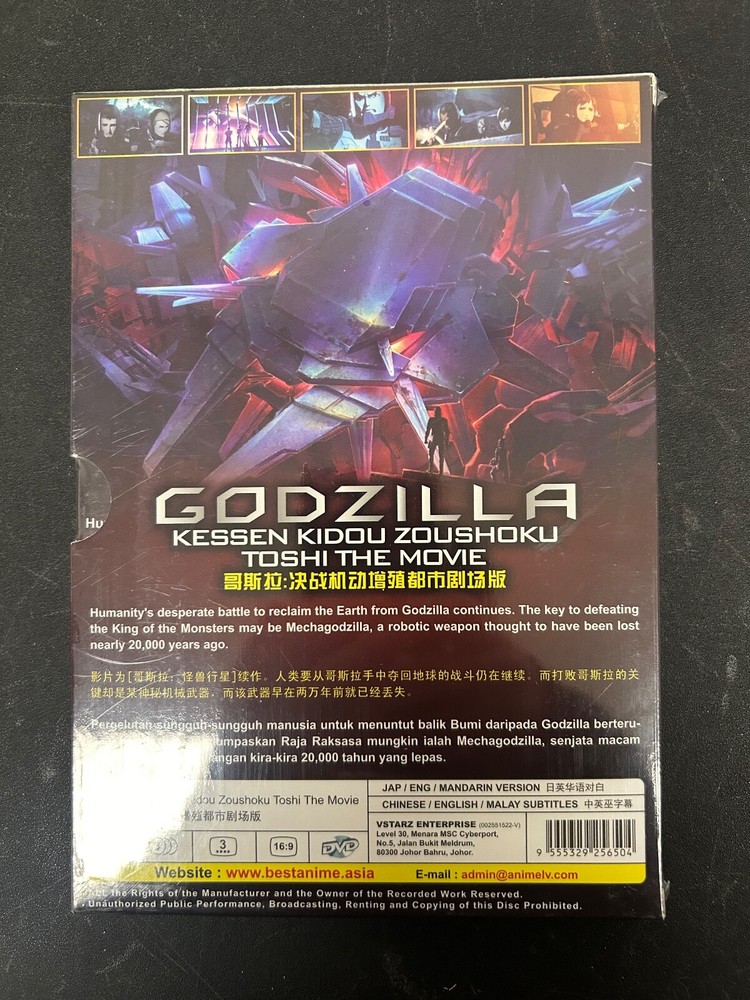 Hu
GODZILLA
KESSEN KIDOU ZOUSHOKU
TOSHI THE MOVIE
哥斯拉:决战机动增殖都市剧场版
Humanity's desperate battle to reclaim the Earth from Godzilla continues. The key to defeating
the King of the Monsters may be Mechagodzilla, a robotic weapon thought to have been lost
nearly 20,000 years ago.
影片为[哥斯拉: 怪兽行星]续作。人类要从哥斯拉手中夺回地球的战斗仍在继续。而打败哥斯拉的关
键却是某种秘机械武器，而该武器早在两万年前就已经丢失。
Pergelutan sungguh-sungguh manusia untuk menuntut balik Bumi daripada Godzilla berteru-
umpaskan Raja Raksasa mungkin ialah Mechagodzilla, senjata macam
angan kira-kira 20,000 tahun yang lepas.
dou Zoushoku Toshi The Movie
殖都市剧场版
JAP / ENG / MANDARIN VERSION 日英华语对白
CHINESE / ENGLISH / MALAY SUBTITLES 中英巫字幕
3
16:9
DVD
VSTARZ ENTERPRISE (002551522-V)
Level 30, Menara MSC Cyberport,
No.5, Jalan Bukit Meldrum,
80300 Johor Bahru, Johor.
9 555329 256504
Website : www.bestanime.asia
E-mail : admin@animelv.com
All The Rights of the Manufacturer and the Owner of the Recorded Work Reserved.
Unauthorized Public Performance, Broadcasting, Renting and Copying of this Disc Prohibited.